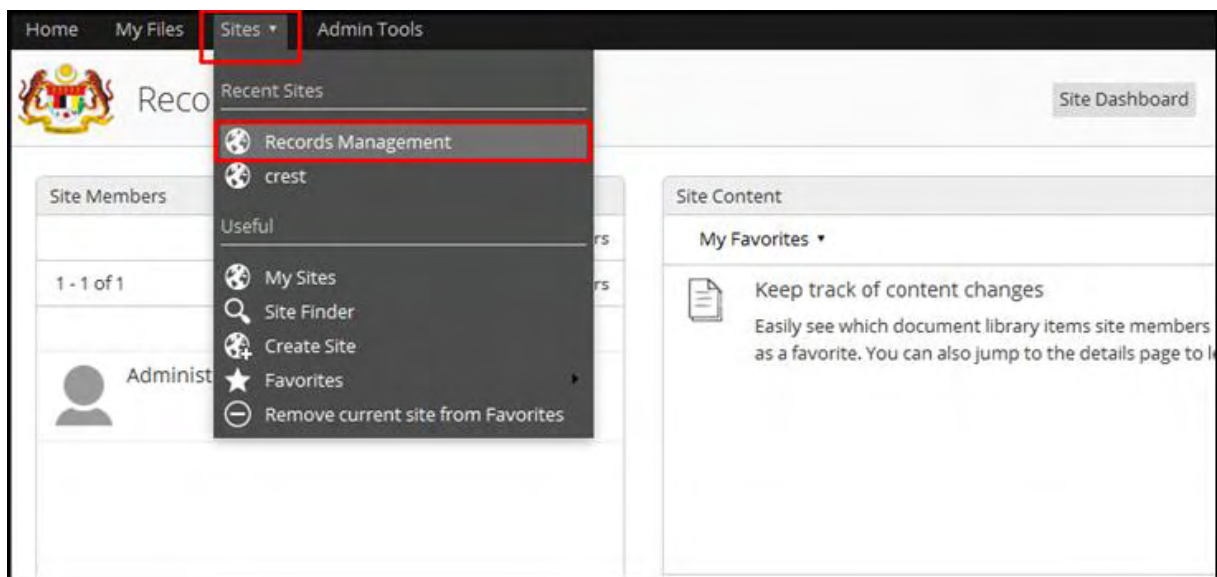 Home My Files Sites ▾ Admin Tools
Reco
Site Dashboard
Recent Sites
Records Management
crest
Useful
My Sites
Site Finder
Create Site
Favorites
Remove current site from Favorites
Site Members
rs
1 - 1 of 1
rs
Administ
Site Content
My Favorites ▾
Keep track of content changes
Easily see which document library items site members
as a favorite. You can also jump to the details page to